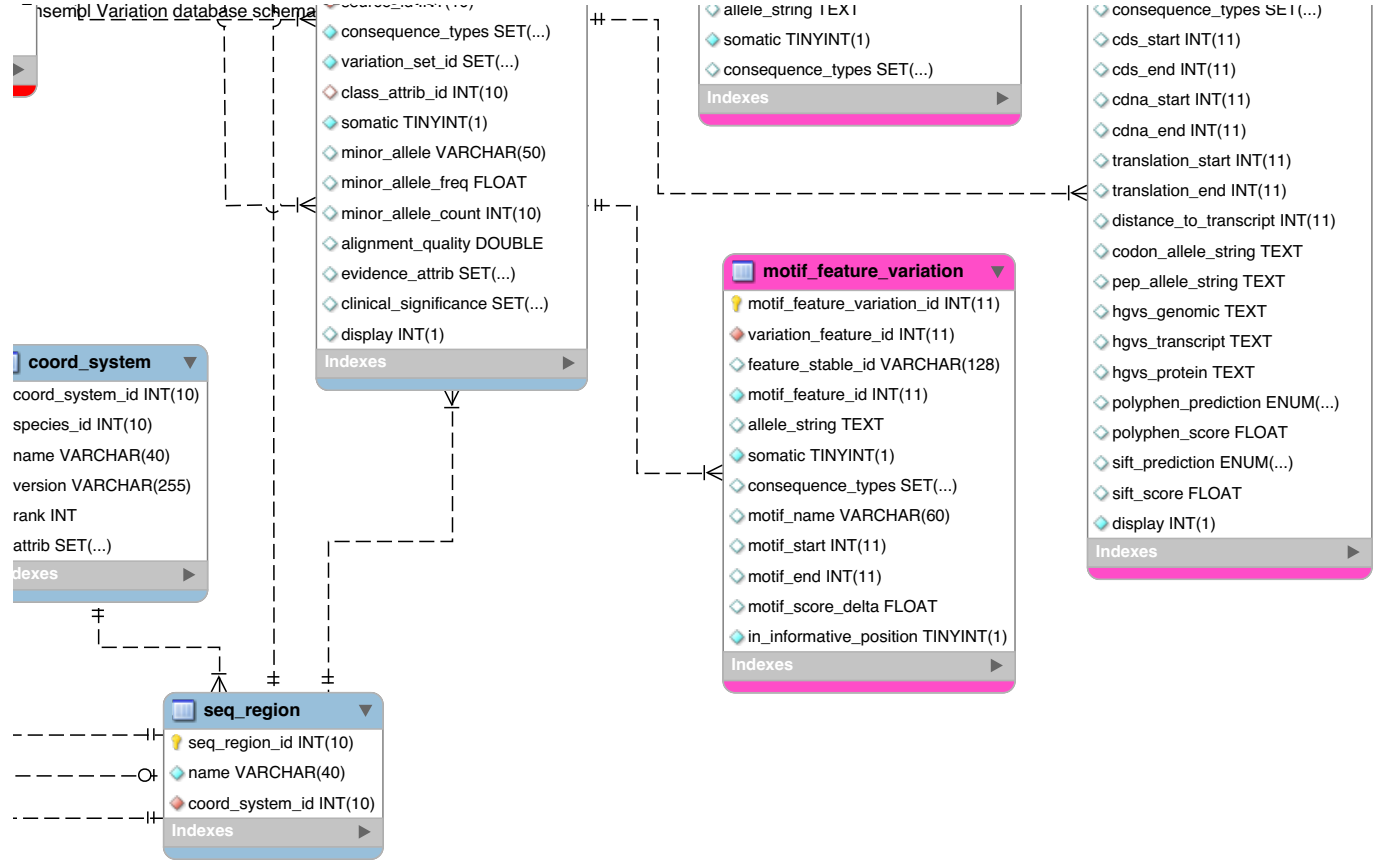 nsembl Variation database schema
source_id INT(10)
consequence_types SET(...)
variation_set_id SET(...)
class_attrib_id INT(10)
somatic TINYINT(1)
minor_allele VARCHAR(50)
minor_allele_freq FLOAT
minor_allele_count INT(10)
alignment_quality DOUBLE
evidence_attrib SET(...)
clinical_significance SET(...)
display INT(1)
Indexes
allele_string TEXT
somatic TINYINT(1)
consequence_types SET(...)
Indexes
consequence_types SET(...)
cds_start INT(11)
cds_end INT(11)
cdna_start INT(11)
cdna_end INT(11)
translation_start INT(11)
translation_end INT(11)
distance_to_transcript INT(11)
codon_allele_string TEXT
pep_allele_string TEXT
hgvs_genomic TEXT
hgvs_transcript TEXT
hgvs_protein TEXT
polyphen_prediction ENUM(...)
polyphen_score FLOAT
sift_prediction ENUM(...)
sift_score FLOAT
display INT(1)
Indexes
motif_feature_variation
motif_feature_variation_id INT(11)
variation_feature_id INT(11)
feature_stable_id VARCHAR(128)
motif_feature_id INT(11)
allele_string TEXT
somatic TINYINT(1)
consequence_types SET(...)
motif_name VARCHAR(60)
motif_start INT(11)
motif_end INT(11)
motif_score_delta FLOAT
in_informative_position TINYINT(1)
Indexes
coord_system
coord_system_id INT(10)
species_id INT(10)
name VARCHAR(40)
version VARCHAR(255)
rank INT
attrib SET(...)
dexes
seq_region
seq_region_id INT(10)
name VARCHAR(40)
coord_system_id INT(10)
Indexes